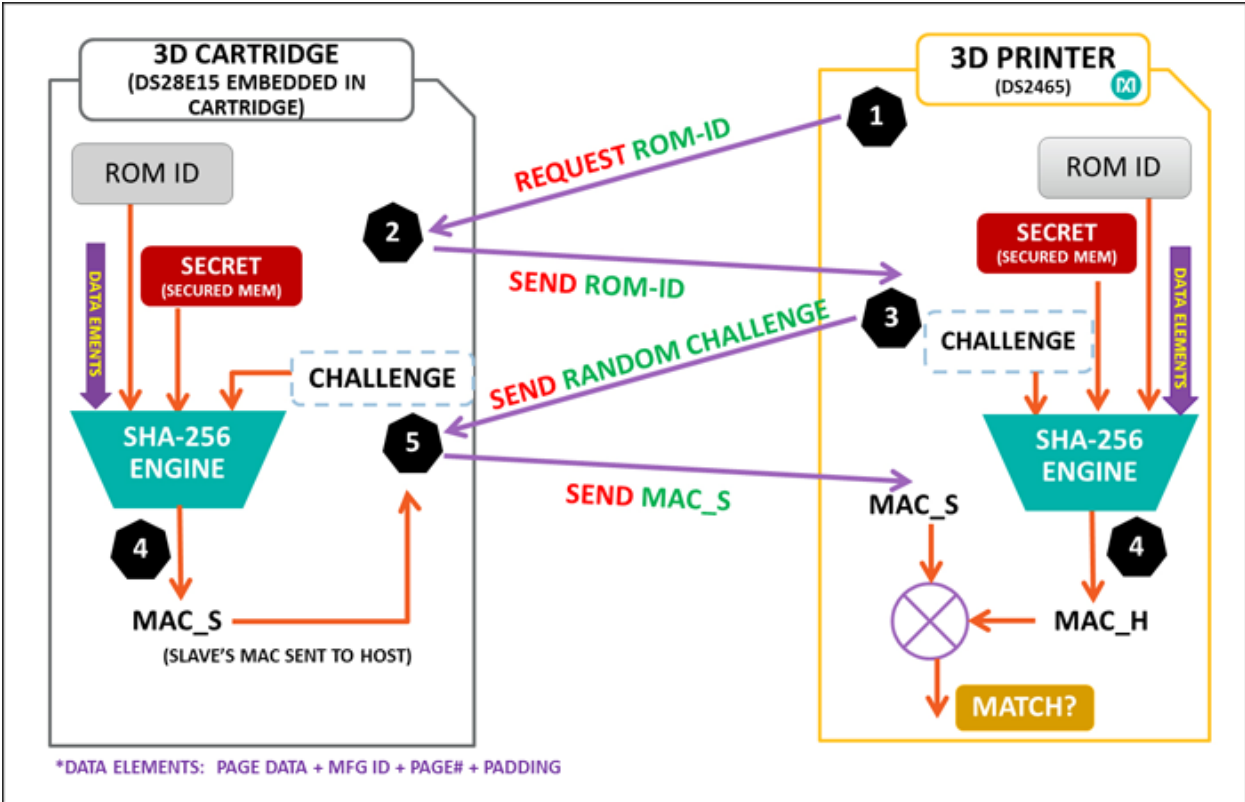 3D CARTRIDGE
(DS28E15 EMBEDDED IN
CARTRIDGE)
ROM ID
DATA EMENTS
SECRET
(SECURED MEM)
CHALLENGE
SHA-256
ENGINE
4
MAC_S
(SLAVE'S MAC SENT TO HOST)
1
REQUEST ROM-ID
2
SEND ROM-ID
3
SEND RANDOM CHALLENGE
5
SEND MAC_S
3D PRINTER
(DS2465)
ROM ID
SECRET
(SECURED MEM)
DATA ELEMENTS
CHALLENGE
SHA-256
ENGINE
MAC_S
4
MAC_H
MATCH?
*DATA ELEMENTS: PAGE DATA + MFG ID + PAGE# + PADDING